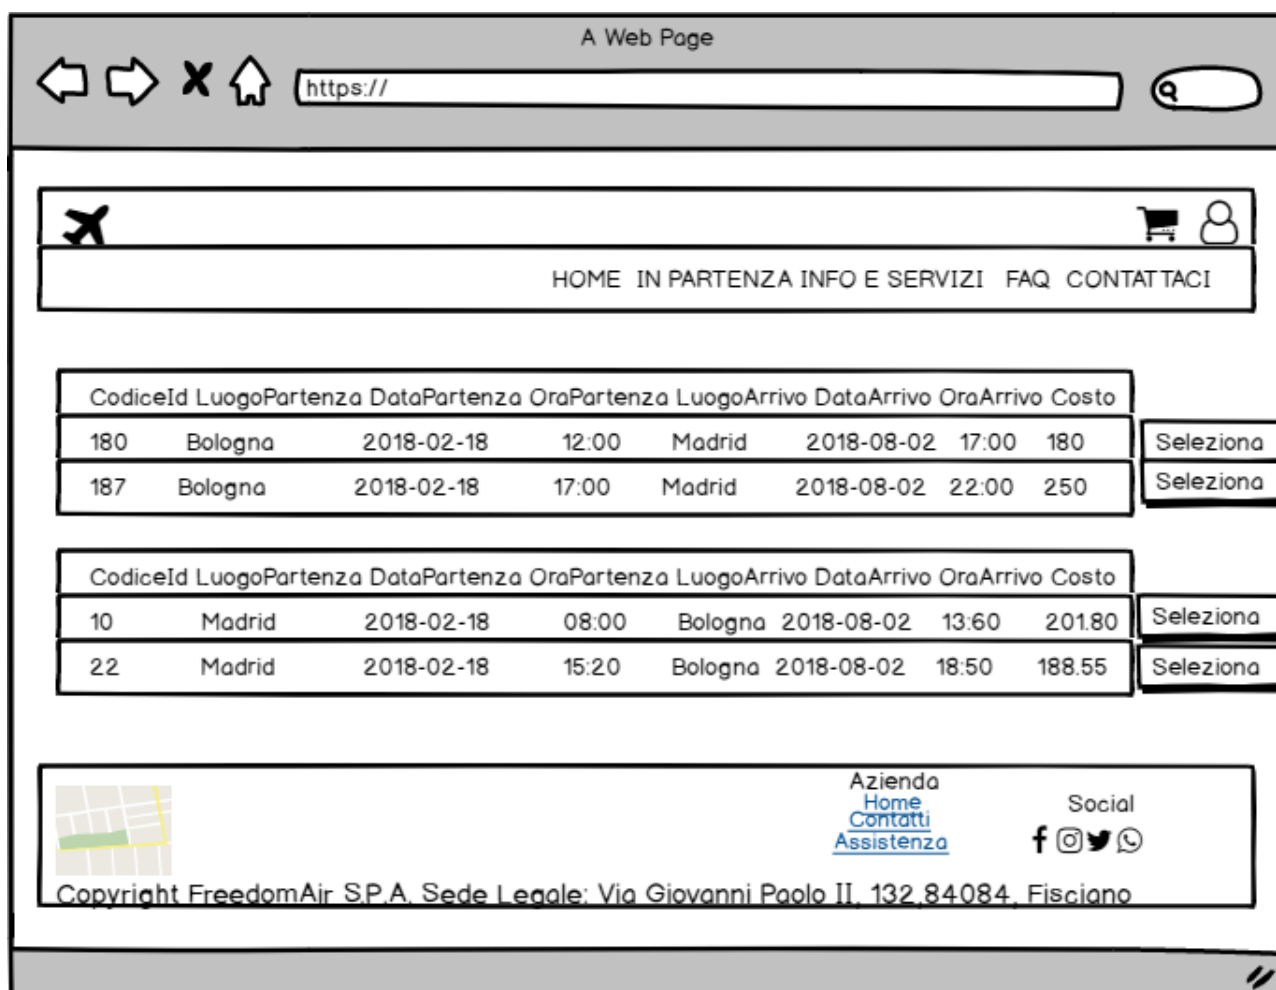 A Web Page
https://
HOME IN PARTENZA INFO E SERVIZI FAQ CONTATTACI
CodiceId LuogoPartenza DataPartenza OraPartenza LuogoArrivo DataArrivo OraArrivo Costo
180 Bologna 2018-02-18 12:00 Madrid 2018-08-02 17:00 180 Seleziona
187 Bologna 2018-02-18 17:00 Madrid 2018-08-02 22:00 250 Seleziona
CodiceId LuogoPartenza DataPartenza OraPartenza LuogoArrivo DataArrivo OraArrivo Costo
10 Madrid 2018-02-18 08:00 Bologna 2018-08-02 13:60 201.80 Seleziona
22 Madrid 2018-02-18 15:20 Bologna 2018-08-02 18:50 188.55 Seleziona
Azienda
Home
Contatti
Assistenza
Social
Copyright FreedomAir S.P.A. Sede Legale: Via Giovanni Paolo II, 132,84084, Fisciano